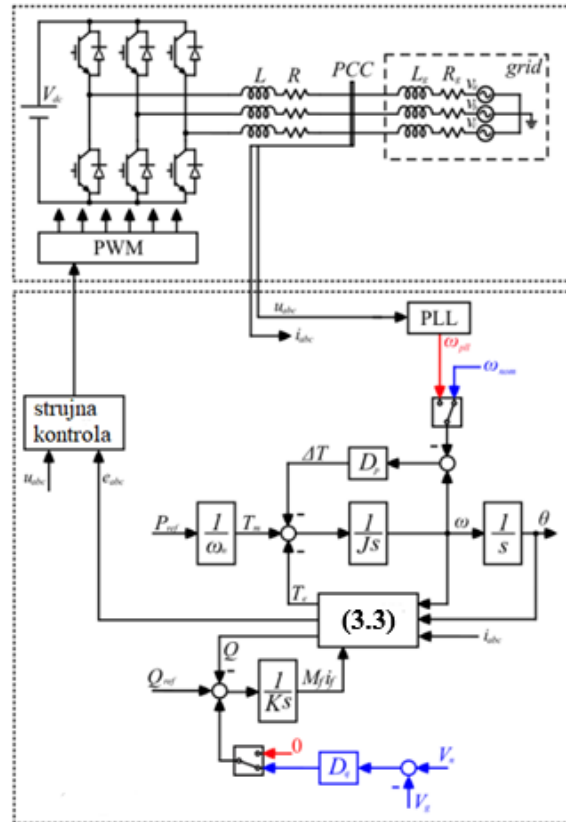 L R PCC L_g R_g grid
V_dc
PWM
u_abc
PLL
i_abc
ω_pll
ω_nom
strujna
kontrola
ΔT D_p
u_abc e_abc
P_ref 1/ω_n T_m 1/Js ω 1/s θ
T_e
(3.3)
Q
i_abc
Q_ref 1/Ks M_f i_f
0
D_q V_n
V_g